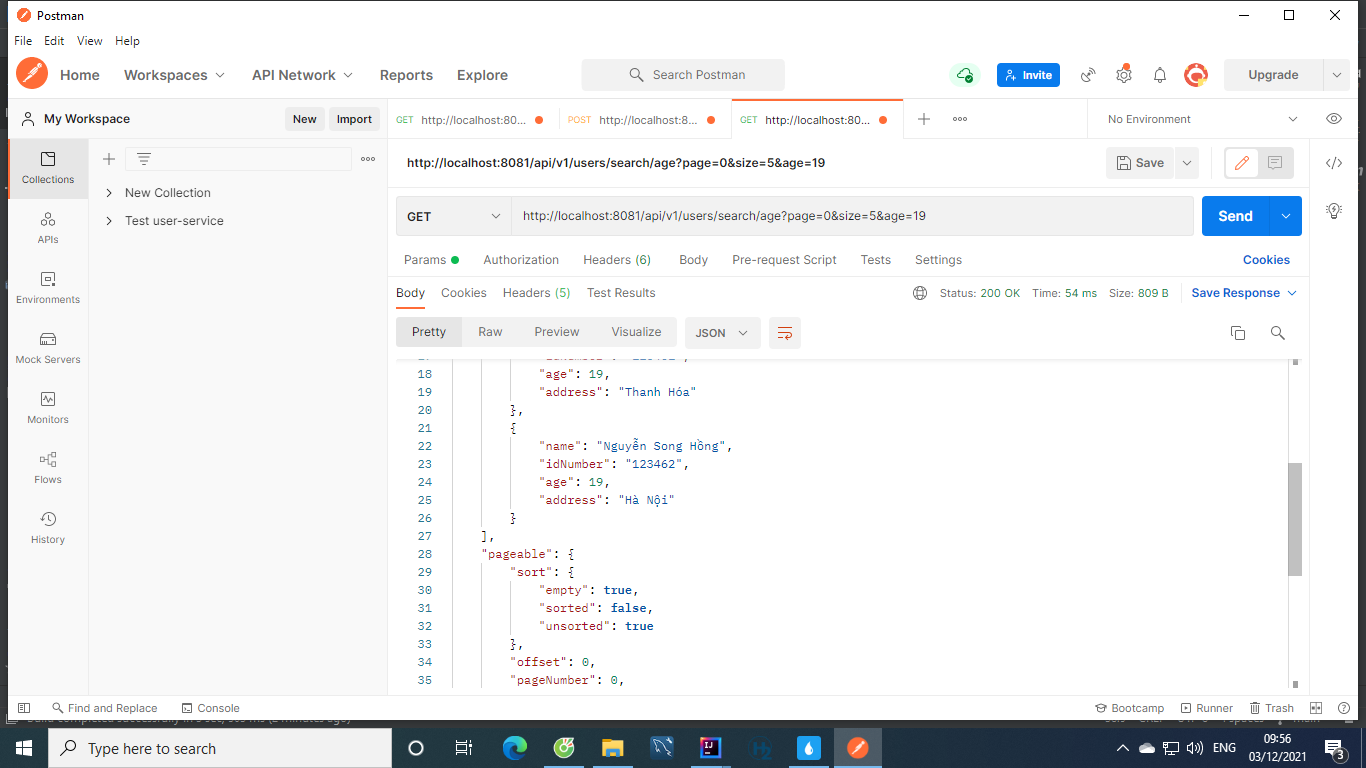 Postman
File Edit View Help
Home Workspaces API Network Reports Explore Search Postman Invite Upgrade
My Workspace New Import
GET http://localhost:80... POST http://localhost:8... GET http://localhost:80... No Environment
Collections
APIs
Environments
Mock Servers
Monitors
Flows
History
New Collection
Test user-service
http://localhost:8081/api/v1/users/search/age?page=0&size=5&age=19 Save
GET http://localhost:8081/api/v1/users/search/age?page=0&size=5&age=19 Send
Params Authorization Headers (6) Body Pre-request Script Tests Settings Cookies
Body Cookies Headers (5) Test Results Status: 200 OK Time: 54 ms Size: 809 B Save Response
Pretty Raw Preview Visualize JSON
18 "age": 19,
19 "address": "Thanh Hóa"
20 },
21 {
22 "name": "Nguyễn Song Hồng",
23 "idNumber": "123462",
24 "age": 19,
25 "address": "Hà Nội"
26 }
27 ],
28 "pageable": {
29 "sort": {
30 "empty": true,
31 "sorted": false,
32 "unsorted": true
33 },
34 "offset": 0,
35 "pageNumber": 0,
Find and Replace Console Bootcamp Runner Trash
Type here to search ENG 09:56
03/12/2021 3